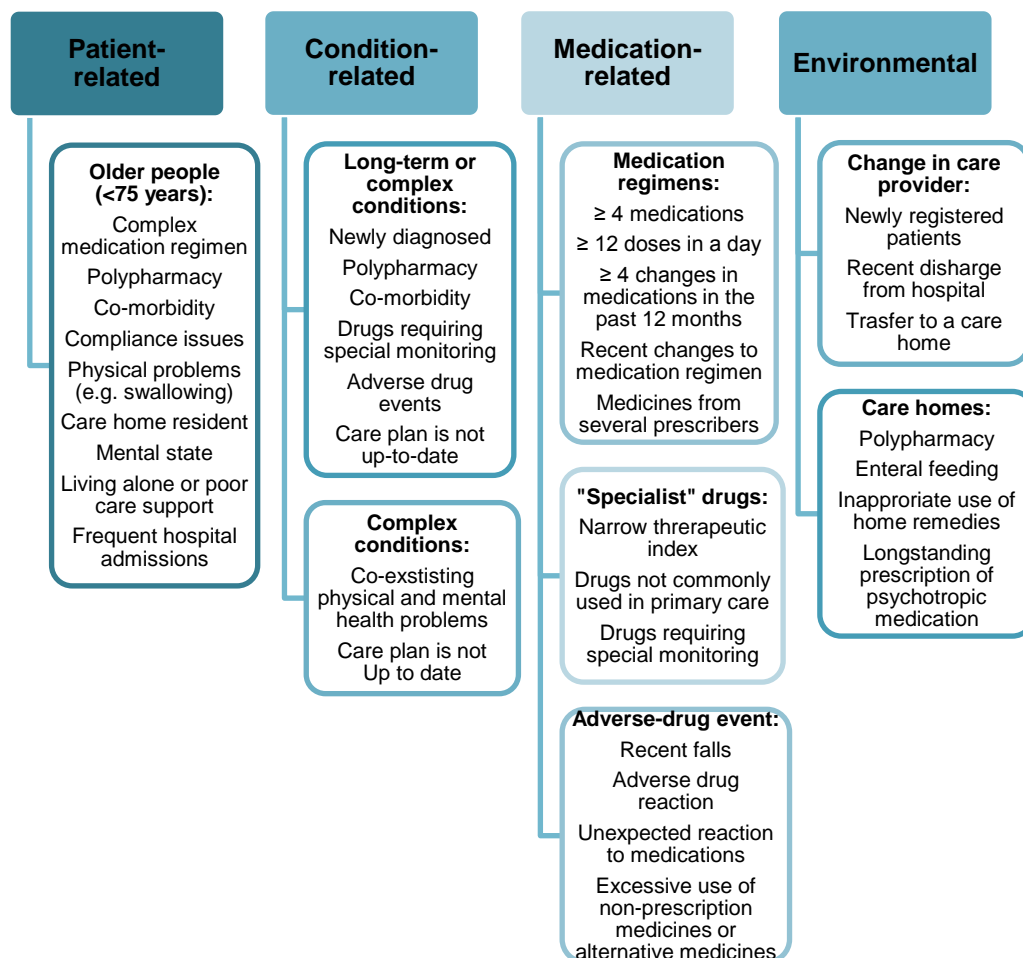 Patient-
related
Older people
(<75 years):
Complex
medication regimen
Polypharmacy
Co-morbidity
Compliance issues
Physical problems
(e.g. swallowing)
Care home resident
Mental state
Living alone or poor
care support
Frequent hospital
admissions
Condition-
related
Long-term or
complex
conditions:
Newly diagnosed
Polypharmacy
Co-morbidity
Drugs requiring
special monitoring
Adverse drug
events
Care plan is not
up-to-date
Complex
conditions:
Co-exstisting
physical and mental
health problems
Care plan is not
Up to date
Medication-
related
Medication
regimens:
≥ 4 medications
≥ 12 doses in a day
≥ 4 changes in
medications in the
past 12 months
Recent changes to
medication regimen
Medicines from
several prescribers
"Specialist" drugs:
Narrow threrapeutic
index
Drugs not commonly
used in primary care
Drugs requiring
special monitoring
Adverse-drug event:
Recent falls
Adverse drug
reaction
Unexpected reaction
to medications
Excessive use of
non-prescription
medicines or
alternative medicines
Environmental
Change in care
provider:
Newly registered
patients
Recent disharge
from hospital
Trasfer to a care
home
Care homes:
Polypharmacy
Enteral feeding
Inapproriate use of
home remedies
Longstanding
prescription of
psychotropic
medication